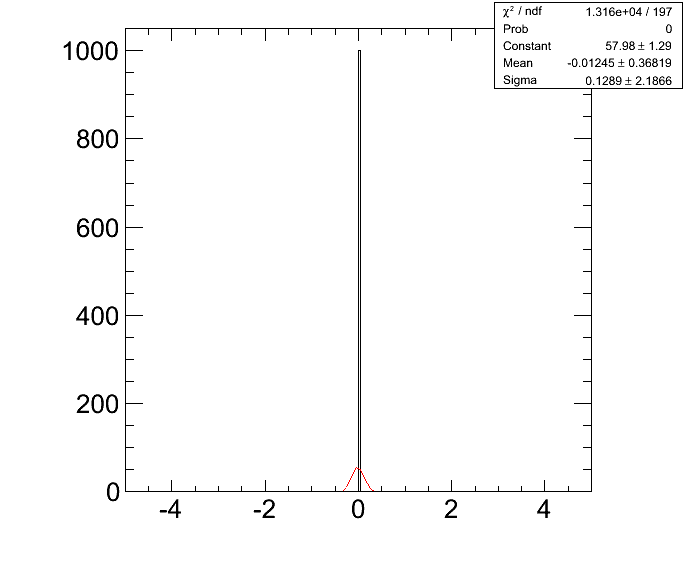 χ² / ndf 1.316e+04 / 197
Prob 0
Constant 57.98 ± 1.29
Mean -0.01245 ± 0.36819
Sigma 0.1289 ± 2.1866
1000
800
600
400
200
0
-4 -2 0 2 4